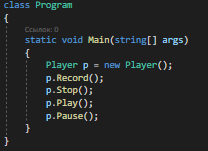 class Program
{
Ссылок: 0
static void Main(string[] args)
{
Player p = new Player();
p.Record();
p.Stop();
p.Play();
p.Pause();
}
}